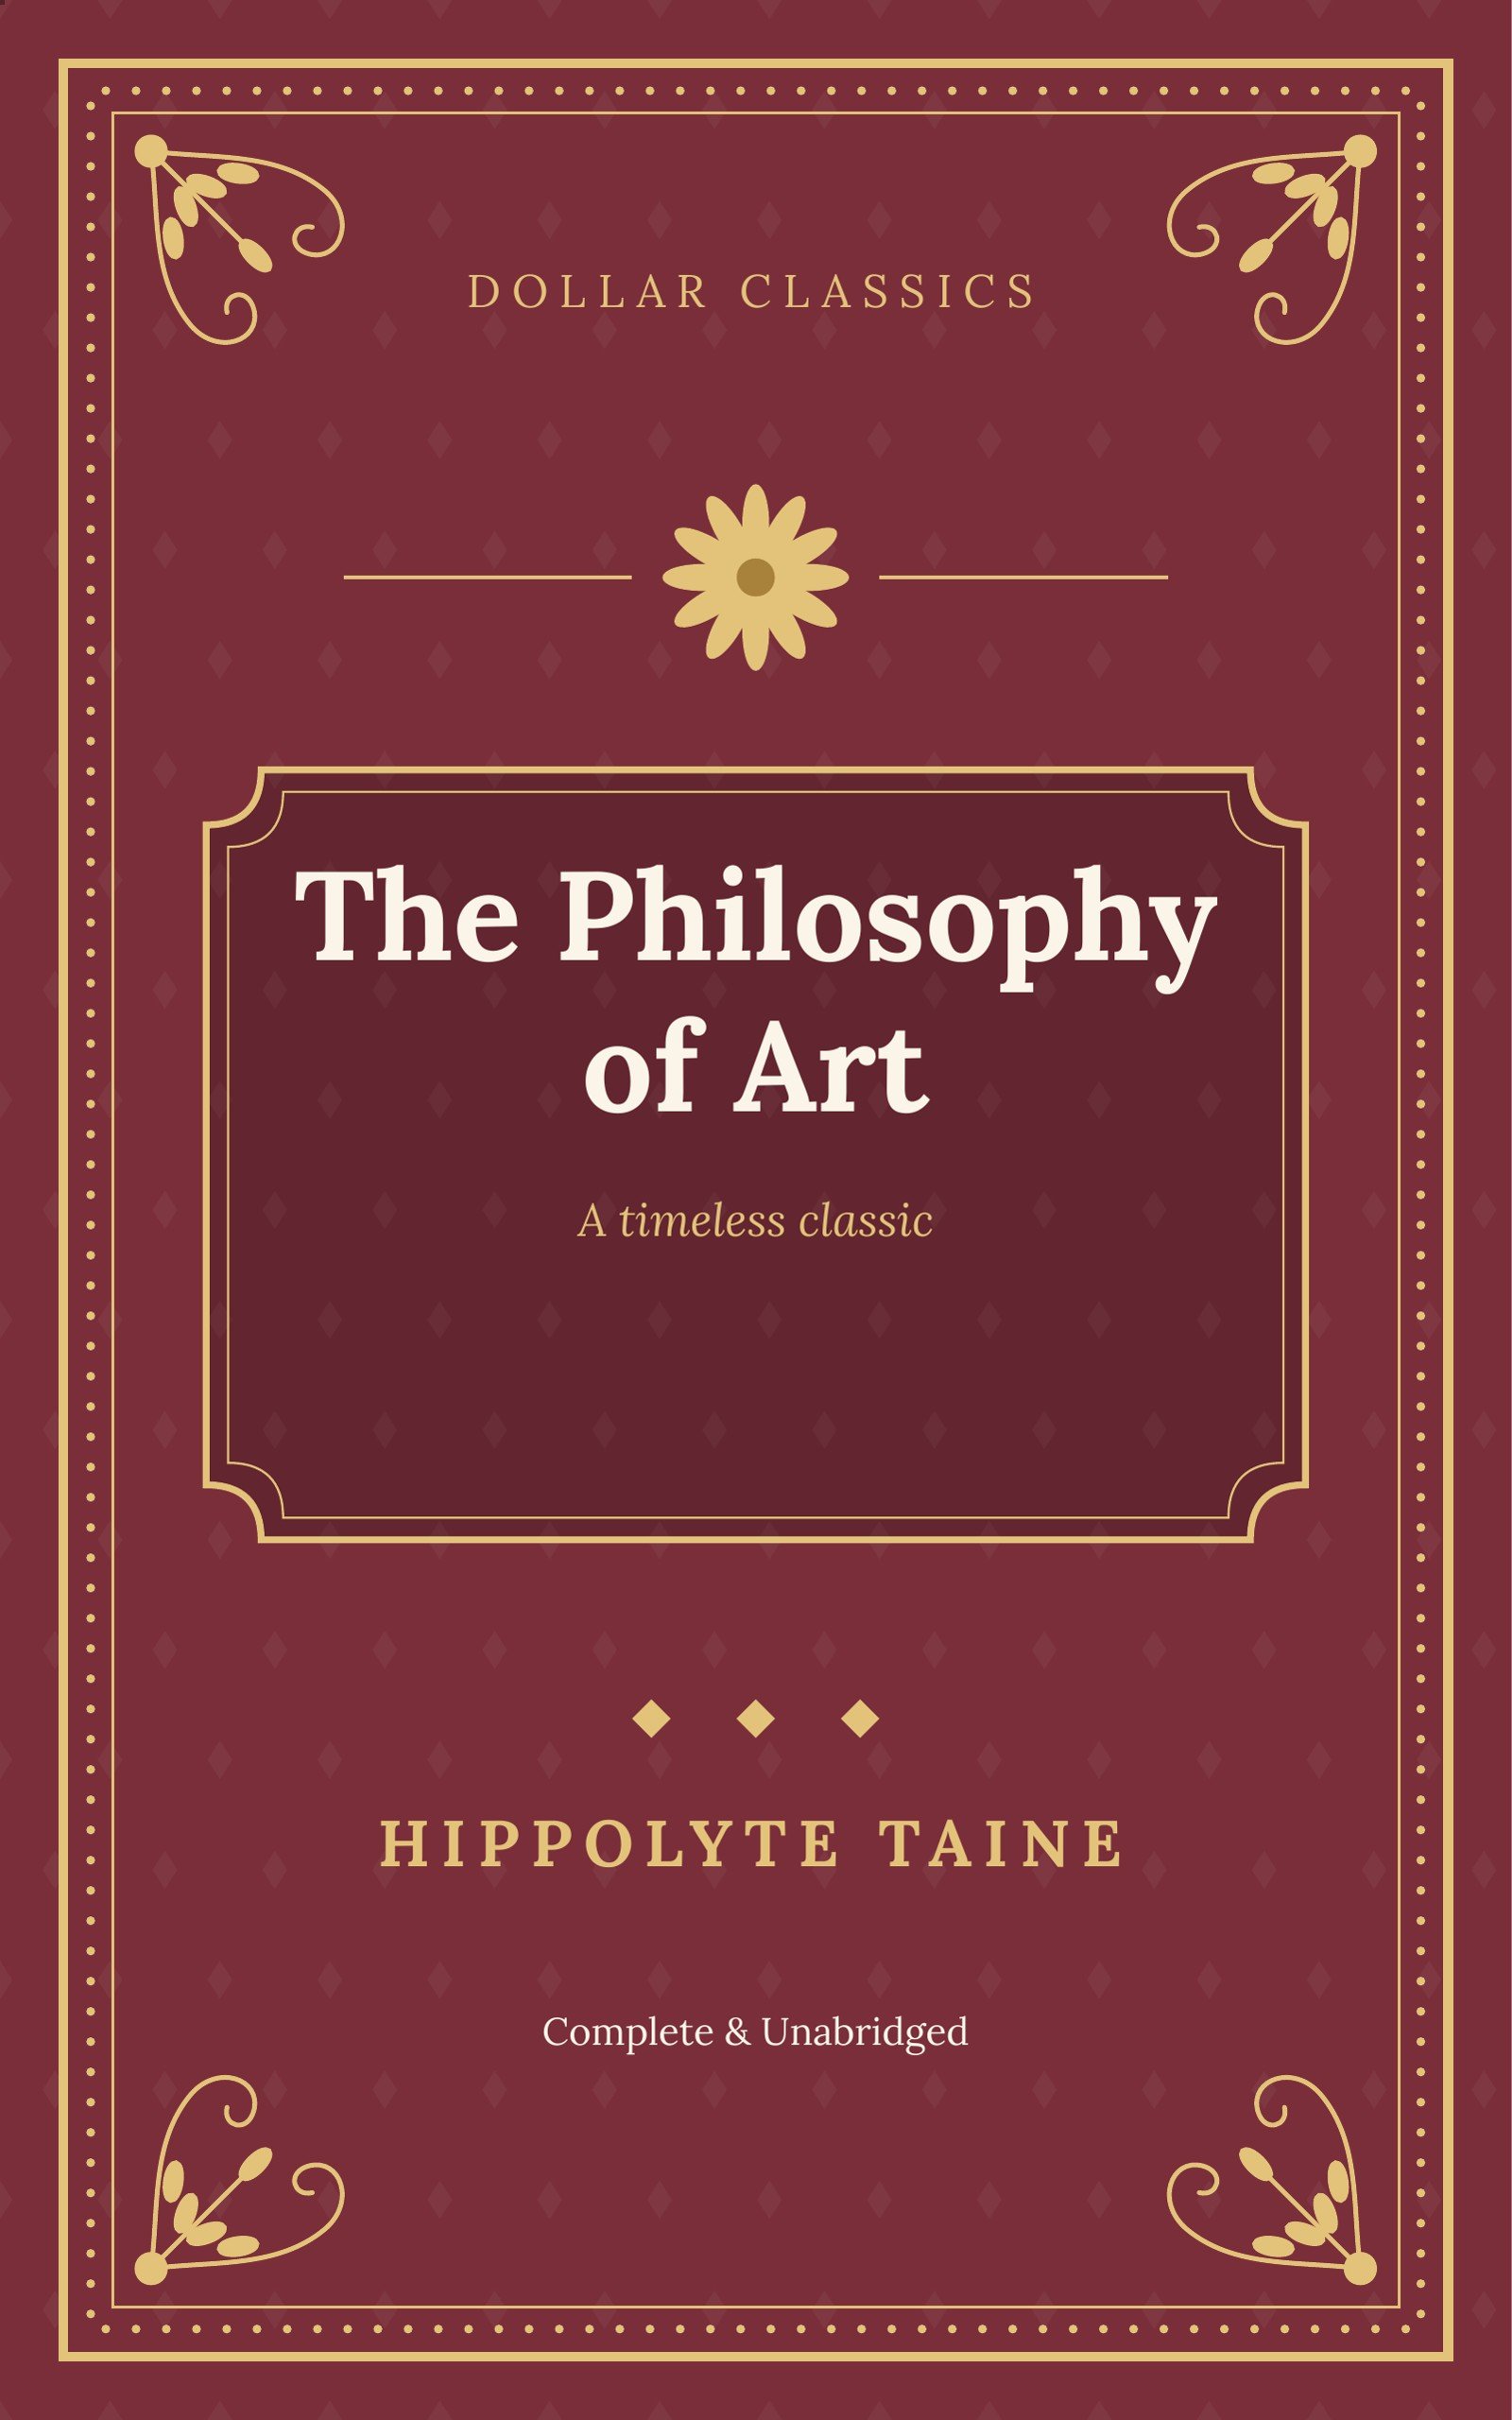 DOLLAR CLASSICS
The Philosophy
of Art
A timeless classic
HIPPOLYTE TAINE
Complete & Unabridged